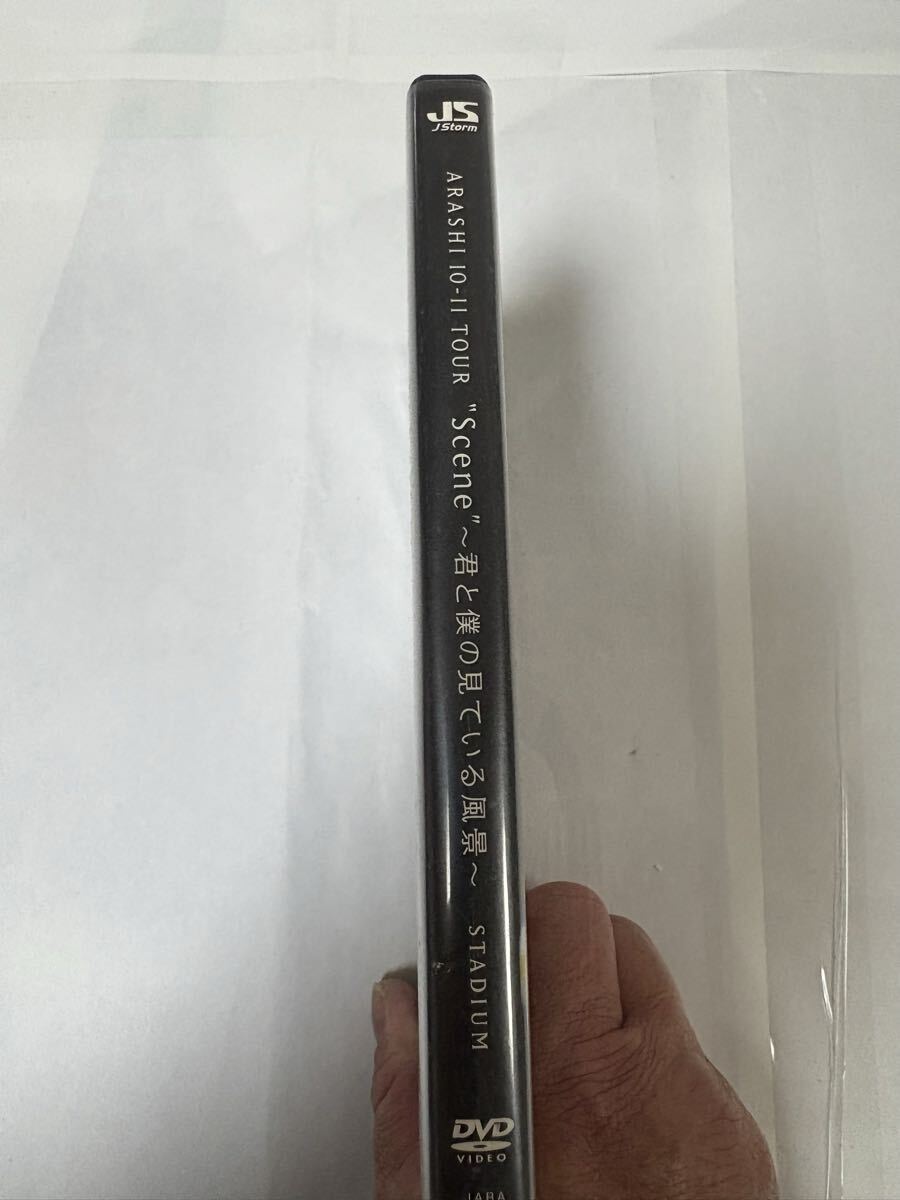 JS
J Storm
ARASHI 10-11 TOUR "Scene"～君と僕の見ている風景～ STADIUM
DVD
VIDEO
JABA